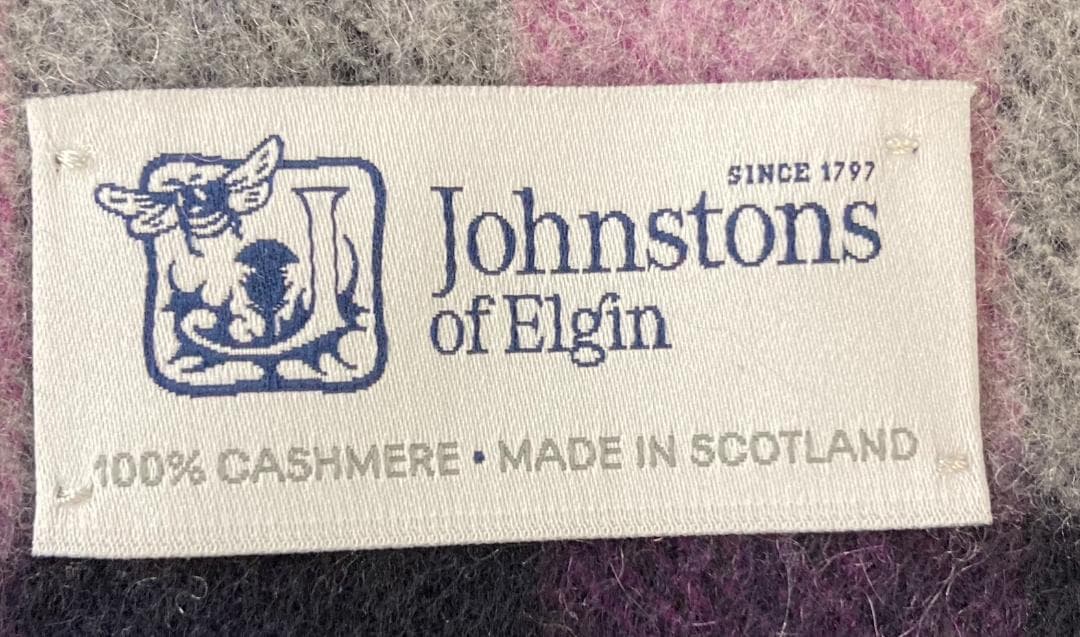 SINCE 1797
Johnstons
of Elgin
100% CASHMERE • MADE IN SCOTLAND